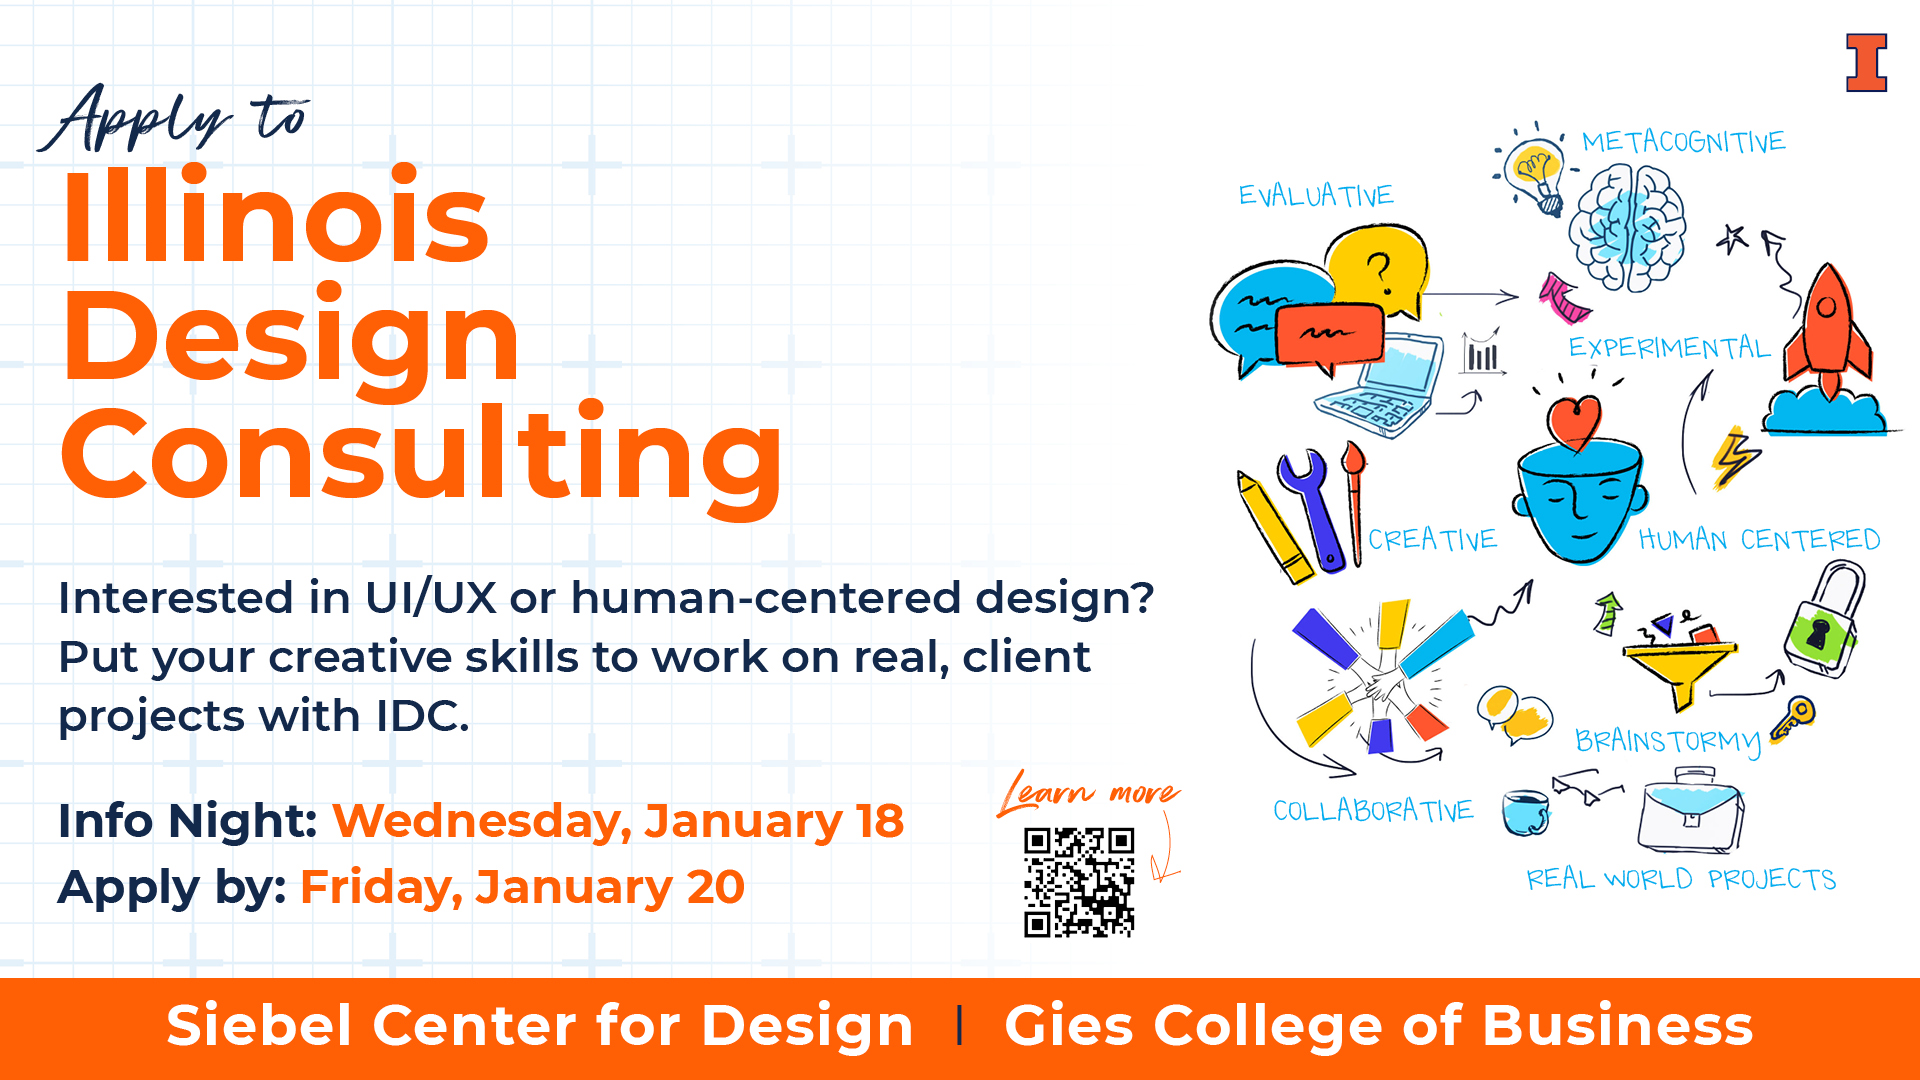 Apply to
Illinois
Design
Consulting
Interested in UI/UX or human-centered design?
Put your creative skills to work on real, client
projects with IDC.
Info Night: Wednesday, January 18
Apply by: Friday, January 20
Learn more
I
METACOGNITIVE
EVALUATIVE
?
EXPERIMENTAL
CREATIVE
HUMAN CENTERED
BRAINSTORMY
COLLABORATIVE
REAL WORLD PROJECTS
Siebel Center for Design | Gies College of Business